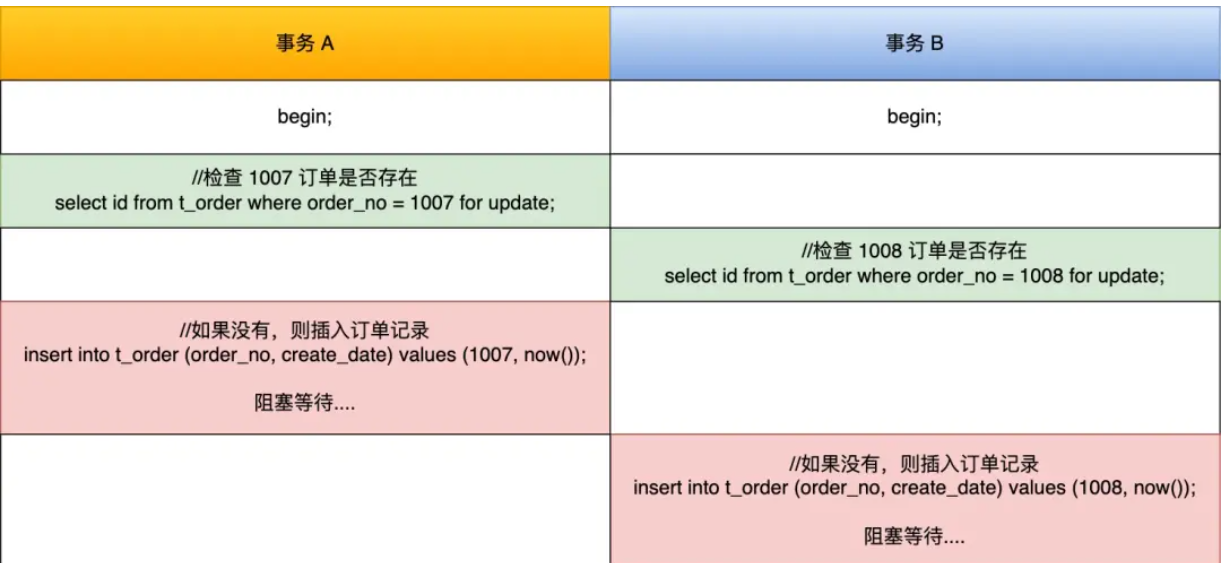 事务 A
事务 B
begin;
begin;
//检查 1007 订单是否存在
select id from t_order where order_no = 1007 for update;
//检查 1008 订单是否存在
select id from t_order where order_no = 1008 for update;
//如果没有，则插入订单记录
insert into t_order (order_no, create_date) values (1007, now());
阻塞等待....
//如果没有，则插入订单记录
insert into t_order (order_no, create_date) values (1008, now());
阻塞等待....